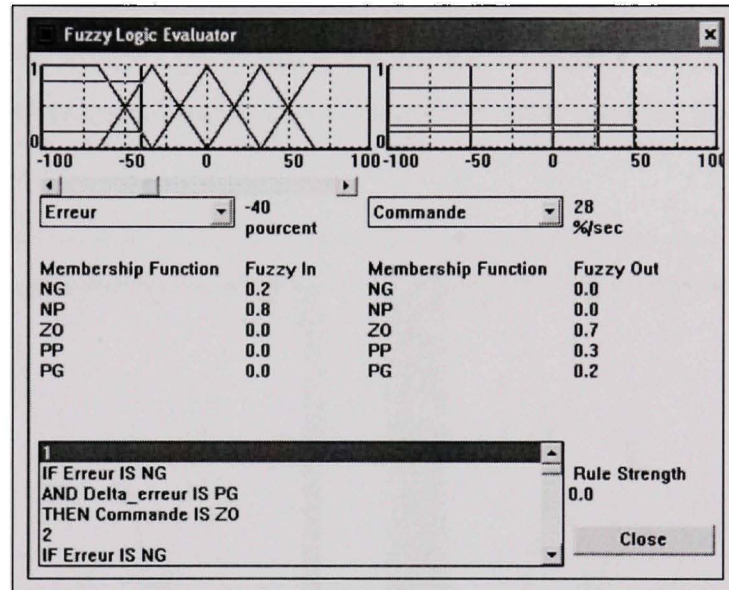 Fuzzy Logic Evaluator
1 1
0 0
-100 -50 0 50 100 -100 -50 0 50 100
Erreur -40 Commande 28
pourcent %/sec
Membership Function Fuzzy In Membership Function Fuzzy Out
NG 0.2 NG 0.0
NP 0.8 NP 0.0
ZO 0.0 ZO 0.7
PP 0.0 PP 0.3
PG 0.0 PG 0.2
1
IF Erreur IS NG Rule Strength
AND Delta_erreur IS PG 0.0
THEN Commande IS ZO
2 Close
IF Erreur IS NG